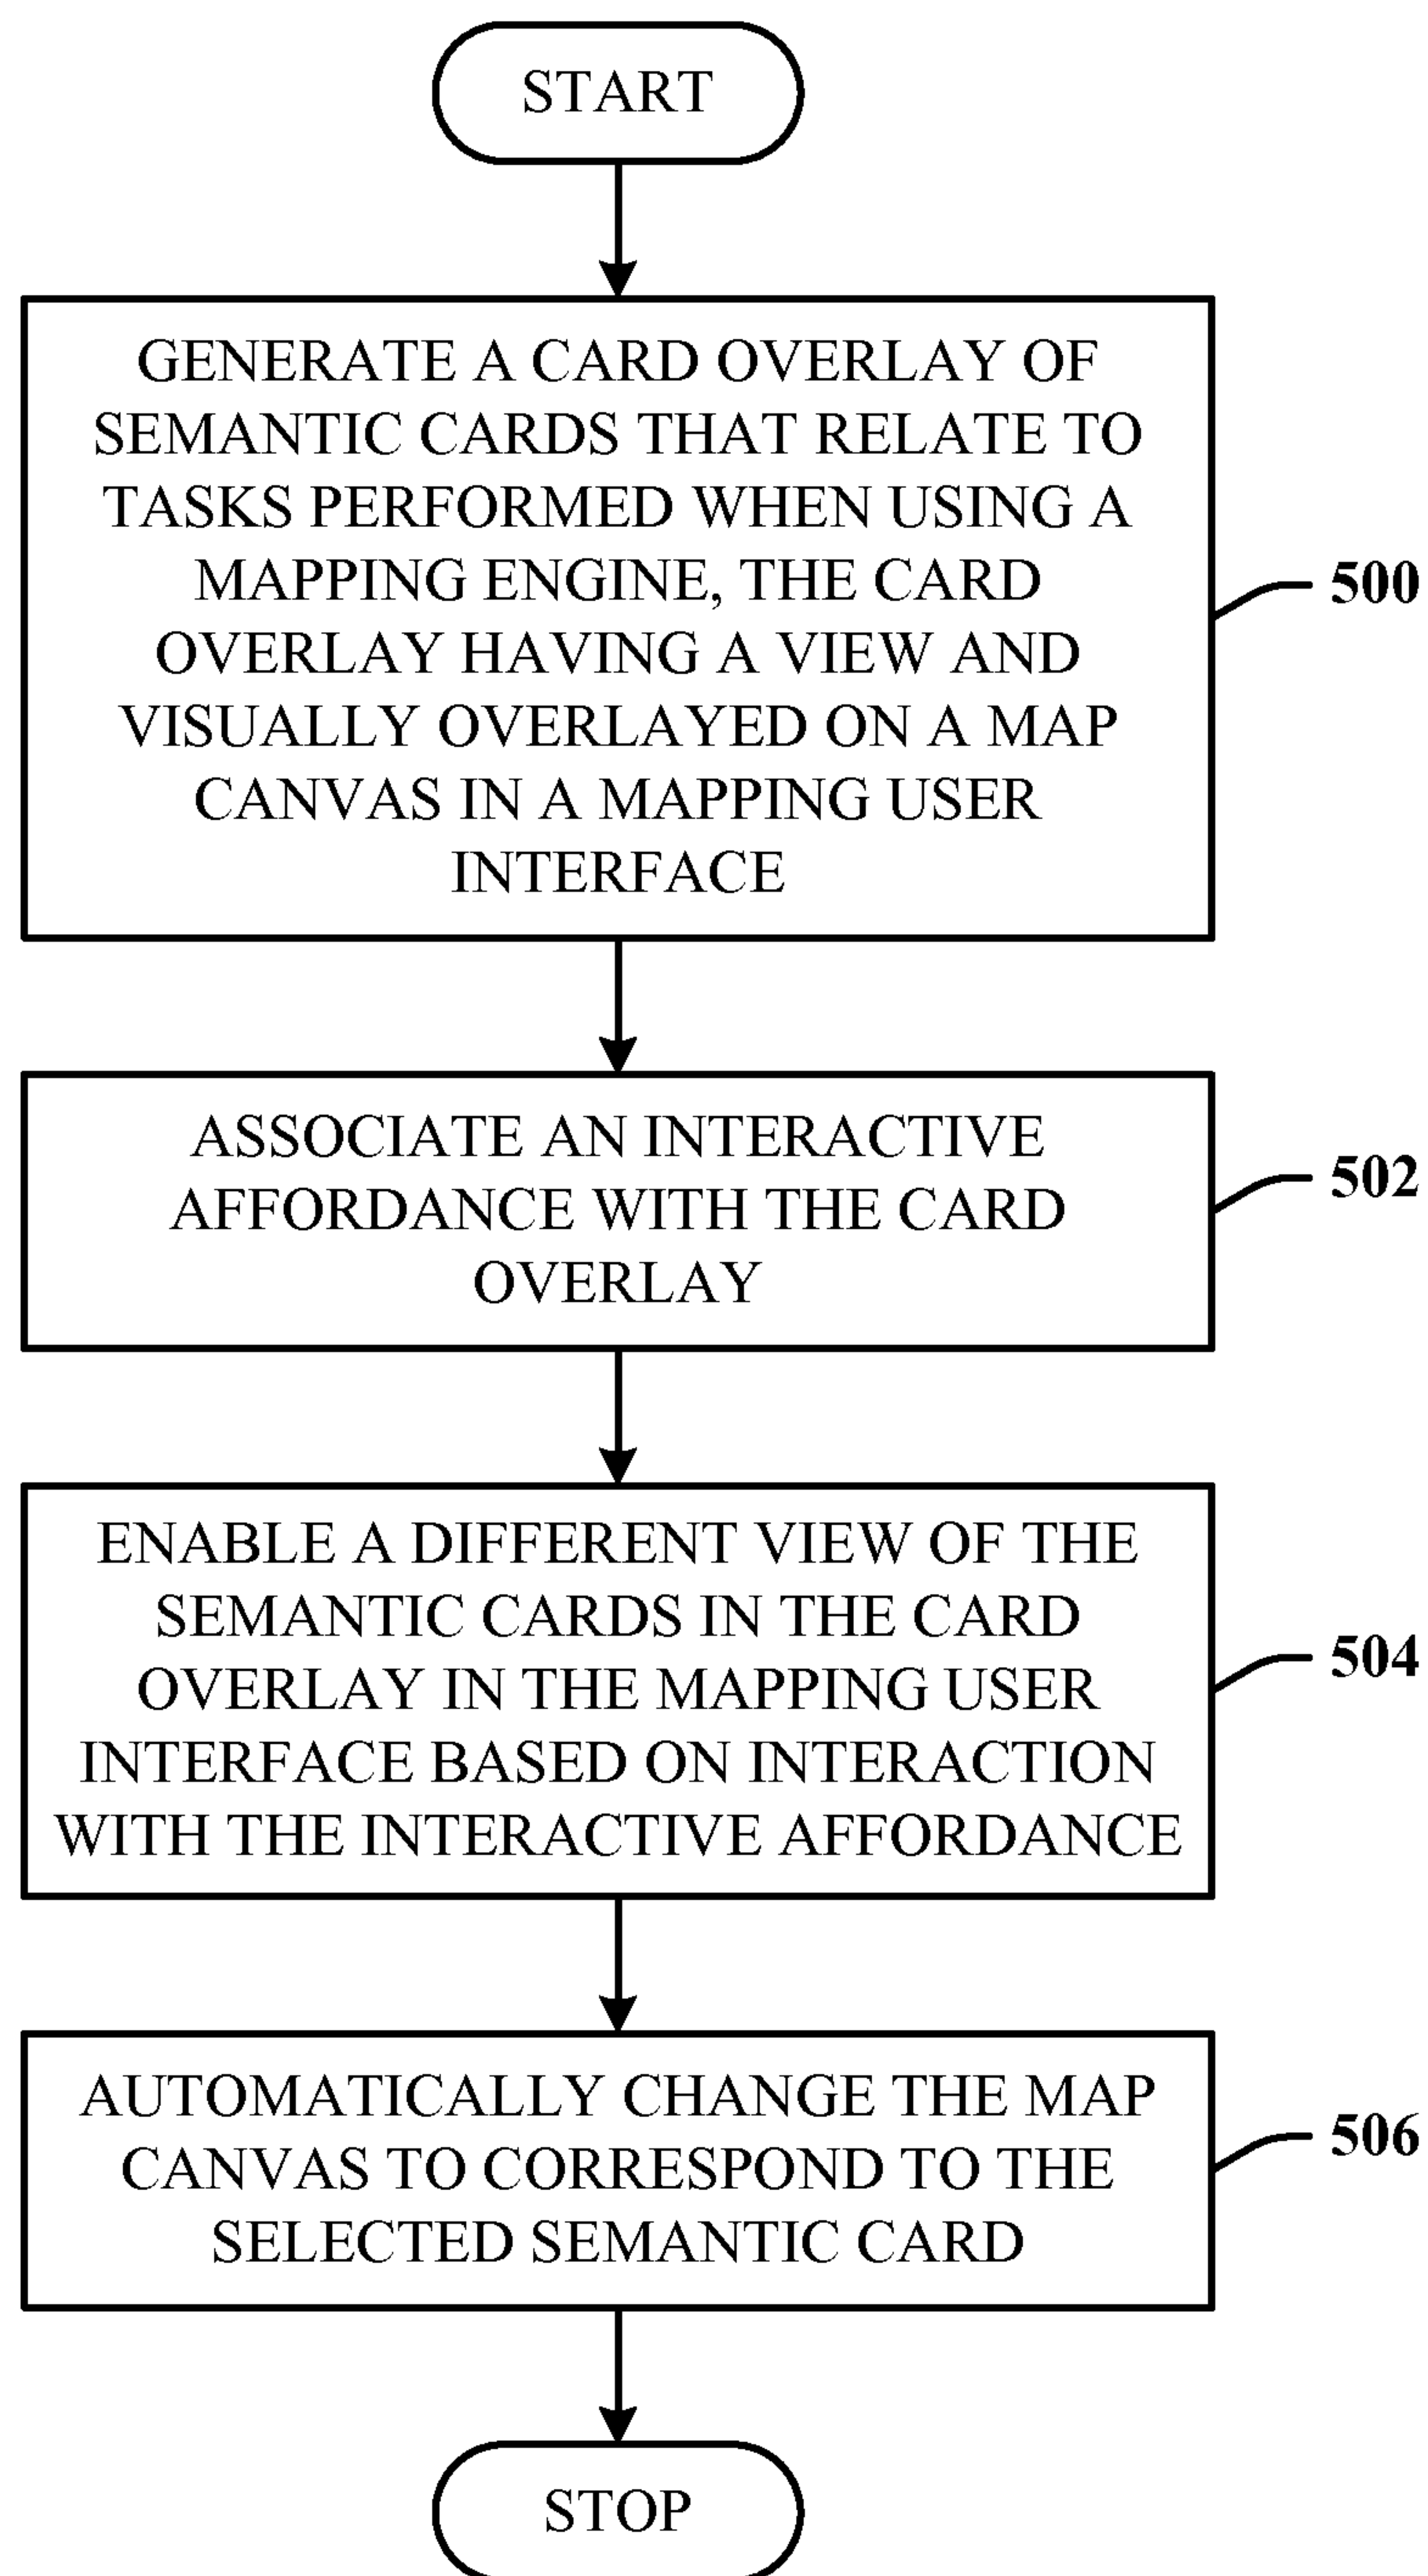 START
GENERATE A CARD OVERLAY OF
SEMANTIC CARDS THAT RELATE TO
TASKS PERFORMED WHEN USING A
MAPPING ENGINE, THE CARD
OVERLAY HAVING A VIEW AND
VISUALLY OVERLAYED ON A MAP
CANVAS IN A MAPPING USER
INTERFACE
500
ASSOCIATE AN INTERACTIVE
AFFORDANCE WITH THE CARD
OVERLAY
502
ENABLE A DIFFERENT VIEW OF THE
SEMANTIC CARDS IN THE CARD
OVERLAY IN THE MAPPING USER
INTERFACE BASED ON INTERACTION
WITH THE INTERACTIVE AFFORDANCE
504
AUTOMATICALLY CHANGE THE MAP
CANVAS TO CORRESPOND TO THE
SELECTED SEMANTIC CARD
506
STOP